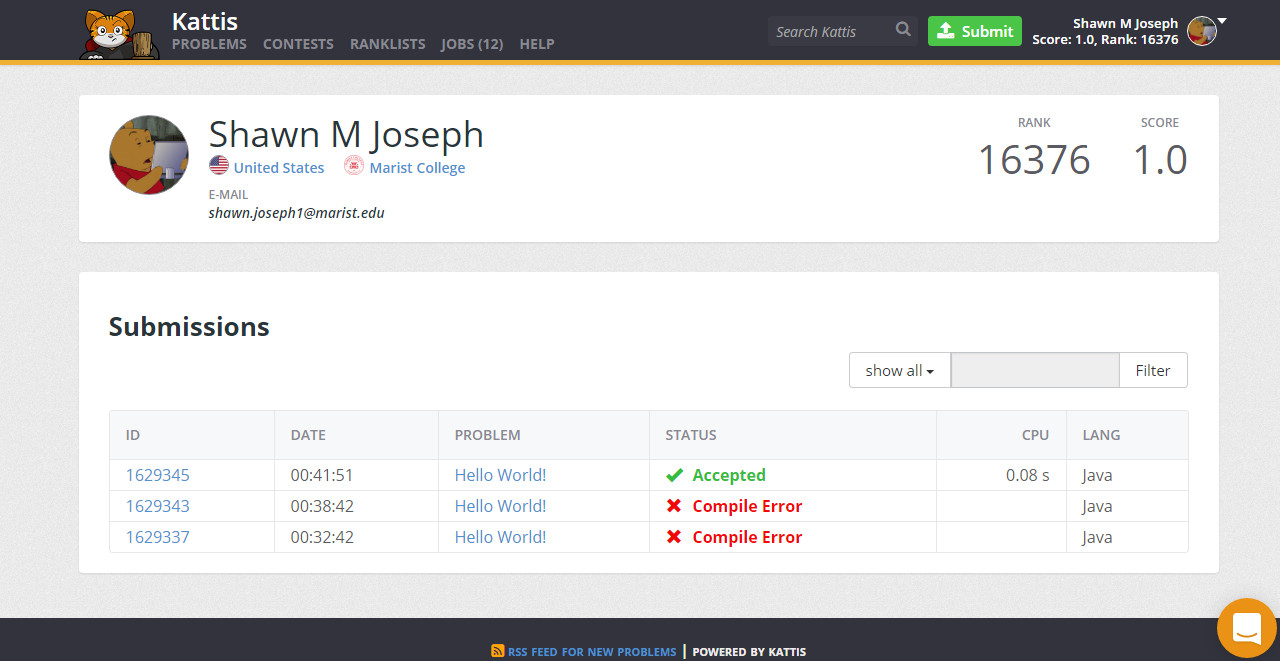 Kattis
PROBLEMS CONTESTS RANKLISTS JOBS (12) HELP
Search Kattis
Submit
Shawn M Joseph
Score: 1.0, Rank: 16376
Shawn M Joseph
United States Marist College
E-MAIL
shawn.joseph1@marist.edu
RANK SCORE
16376 1.0
Submissions
show all Filter
ID DATE PROBLEM STATUS CPU LANG
1629345 00:41:51 Hello World! Accepted 0.08 s Java
1629343 00:38:42 Hello World! Compile Error Java
1629337 00:32:42 Hello World! Compile Error Java
RSS FEED FOR NEW PROBLEMS | POWERED BY KATTIS